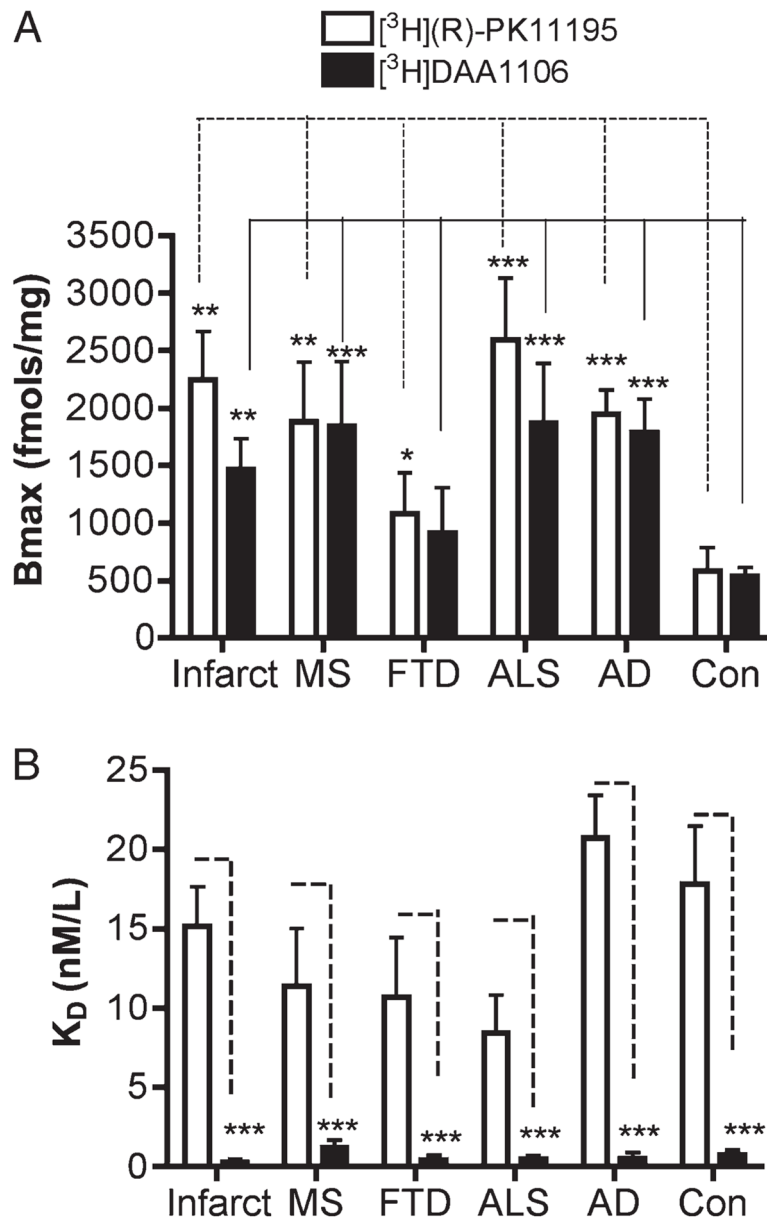 A
[³H](R)-PK11195
[³H]DAA1106
Bmax (fmols/mg)
3500
3000
2500
2000
1500
1000
500
0
** ** *** * *** *** *** *** **
Infarct MS FTD ALS AD Con
B
K_D (nM/L)
25
20
15
10
5
0
*** *** *** *** *** ***
Infarct MS FTD ALS AD Con